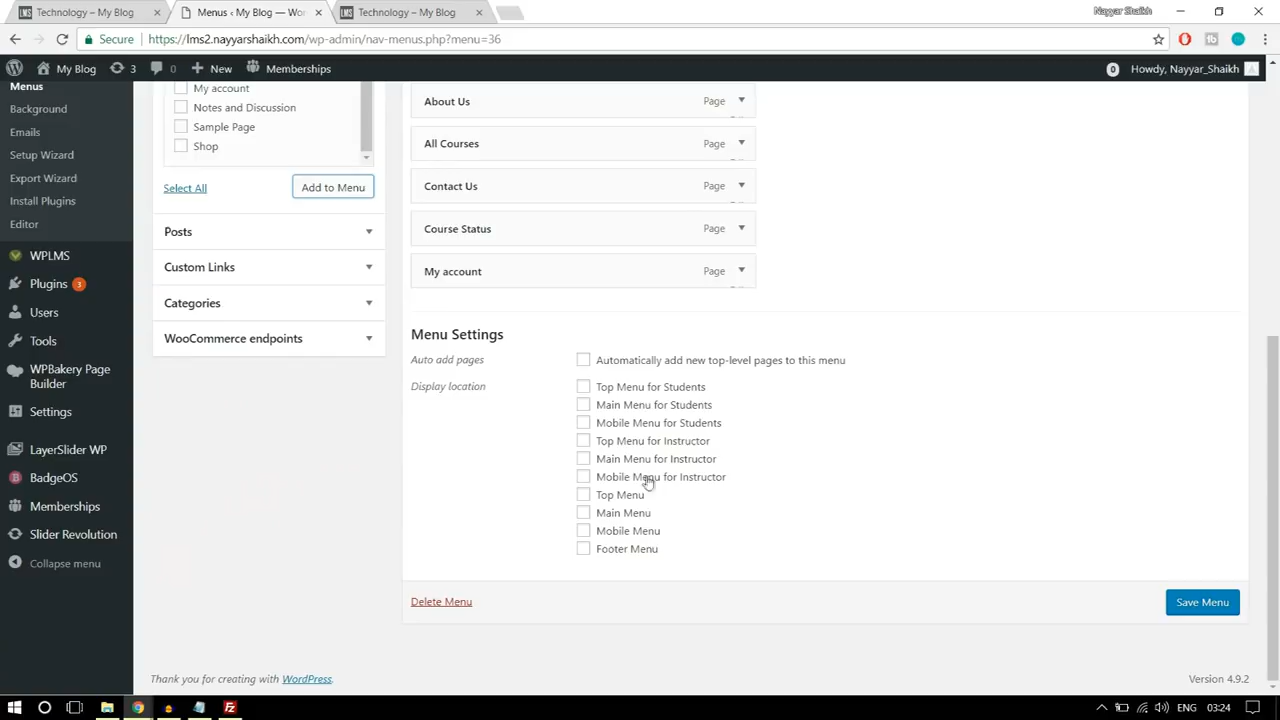 Technology – My Blog
Menus ‹ My Blog — Wor
Technology – My Blog
Nayyar Shaikh
Secure
https://lms2.nayyarshaikh.com/wp-admin/nav-menus.php?menu=36
My Blog
3
0
New
Memberships
0
Howdy, Nayyar_Shaikh
Menus
Background
Emails
Setup Wizard
Export Wizard
Install Plugins
Editor
WPLMS
Plugins 3
Users
Tools
WPBakery Page
Builder
Settings
LayerSlider WP
BadgeOS
Memberships
Slider Revolution
Collapse menu
My account
Notes and Discussion
Sample Page
Shop
Select All
Add to Menu
Posts
Custom Links
Categories
WooCommerce endpoints
About Us Page
All Courses Page
Contact Us Page
Course Status Page
My account Page
Menu Settings
Auto add pages
Automatically add new top-level pages to this menu
Display location
Top Menu for Students
Main Menu for Students
Mobile Menu for Students
Top Menu for Instructor
Main Menu for Instructor
Mobile Menu for Instructor
Top Menu
Main Menu
Mobile Menu
Footer Menu
Delete Menu
Save Menu
Thank you for creating with WordPress.
Version 4.9.2
ENG
03:24